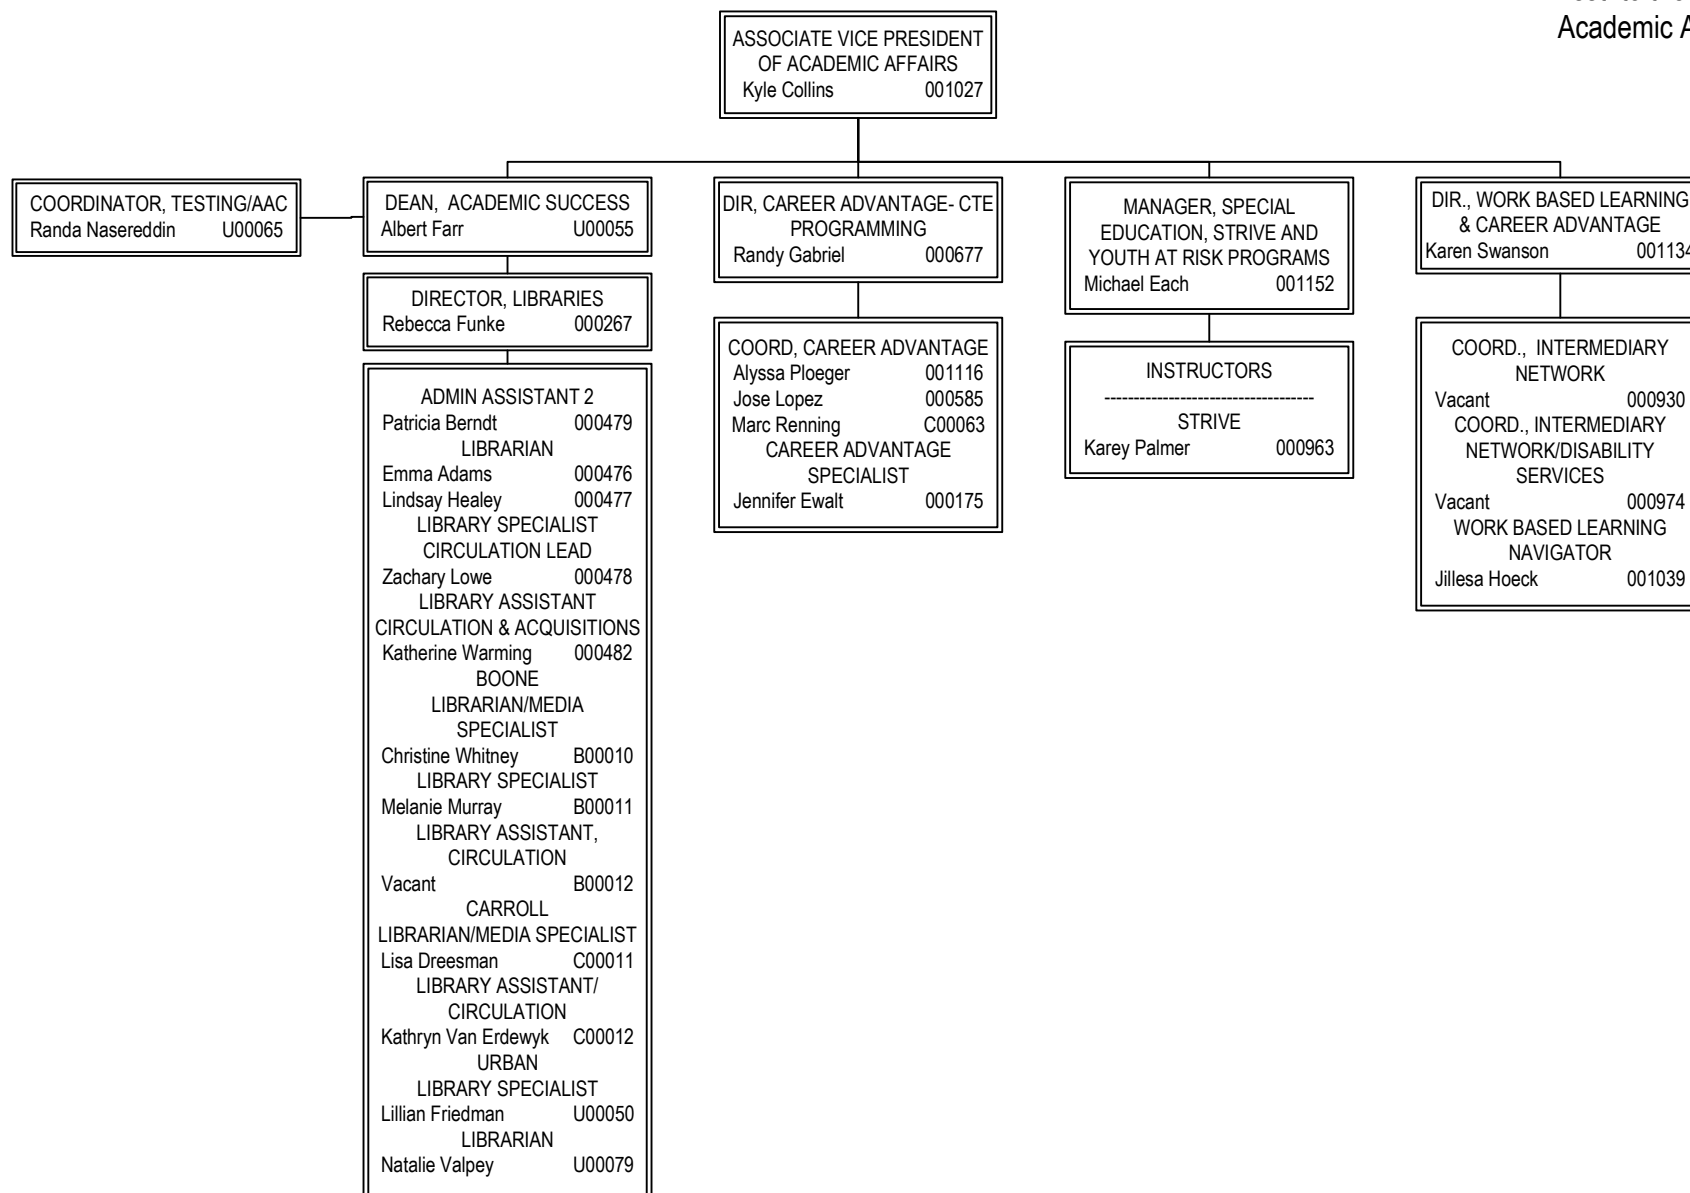 Academic A
ASSOCIATE VICE PRESIDENT
OF ACADEMIC AFFAIRS
Kyle Collins 001027
COORDINATOR, TESTING/AAC
Randa Nasereddin U00065
DEAN, ACADEMIC SUCCESS
Albert Farr U00055
DIRECTOR, LIBRARIES
Rebecca Funke 000267
ADMIN ASSISTANT 2
Patricia Berndt 000479
LIBRARIAN
Emma Adams 000476
Lindsay Healey 000477
LIBRARY SPECIALIST
CIRCULATION LEAD
Zachary Lowe 000478
LIBRARY ASSISTANT
CIRCULATION & ACQUISITIONS
Katherine Warming 000482
BOONE
LIBRARIAN/MEDIA
SPECIALIST
Christine Whitney B00010
LIBRARY SPECIALIST
Melanie Murray B00011
LIBRARY ASSISTANT,
CIRCULATION
Vacant B00012
CARROLL
LIBRARIAN/MEDIA SPECIALIST
Lisa Dreesman C00011
LIBRARY ASSISTANT/
CIRCULATION
Kathryn Van Erdewyk C00012
URBAN
LIBRARY SPECIALIST
Lillian Friedman U00050
LIBRARIAN
Natalie Valpey U00079
DIR, CAREER ADVANTAGE- CTE
PROGRAMMING
Randy Gabriel 000677
COORD, CAREER ADVANTAGE
Alyssa Ploeger 001116
Jose Lopez 000585
Marc Renning C00063
CAREER ADVANTAGE
SPECIALIST
Jennifer Ewalt 000175
MANAGER, SPECIAL
EDUCATION, STRIVE AND
YOUTH AT RISK PROGRAMS
Michael Each 001152
INSTRUCTORS
------------------------------------
STRIVE
Karey Palmer 000963
DIR., WORK BASED LEARNING
& CAREER ADVANTAGE
Karen Swanson 001134
COORD., INTERMEDIARY
NETWORK
Vacant 000930
COORD., INTERMEDIARY
NETWORK/DISABILITY
SERVICES
Vacant 000974
WORK BASED LEARNING
NAVIGATOR
Jillesa Hoeck 001039